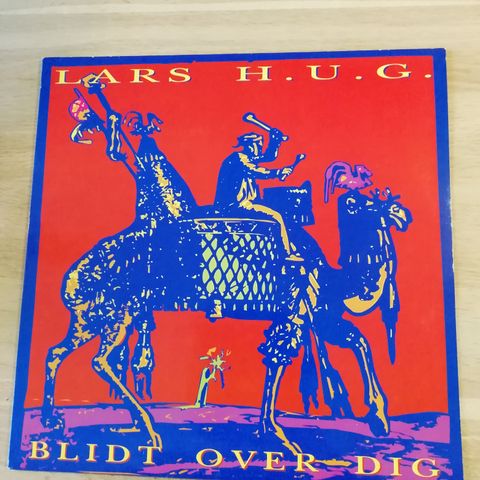 LARS H.U.G.
BLIDT OVER DIG